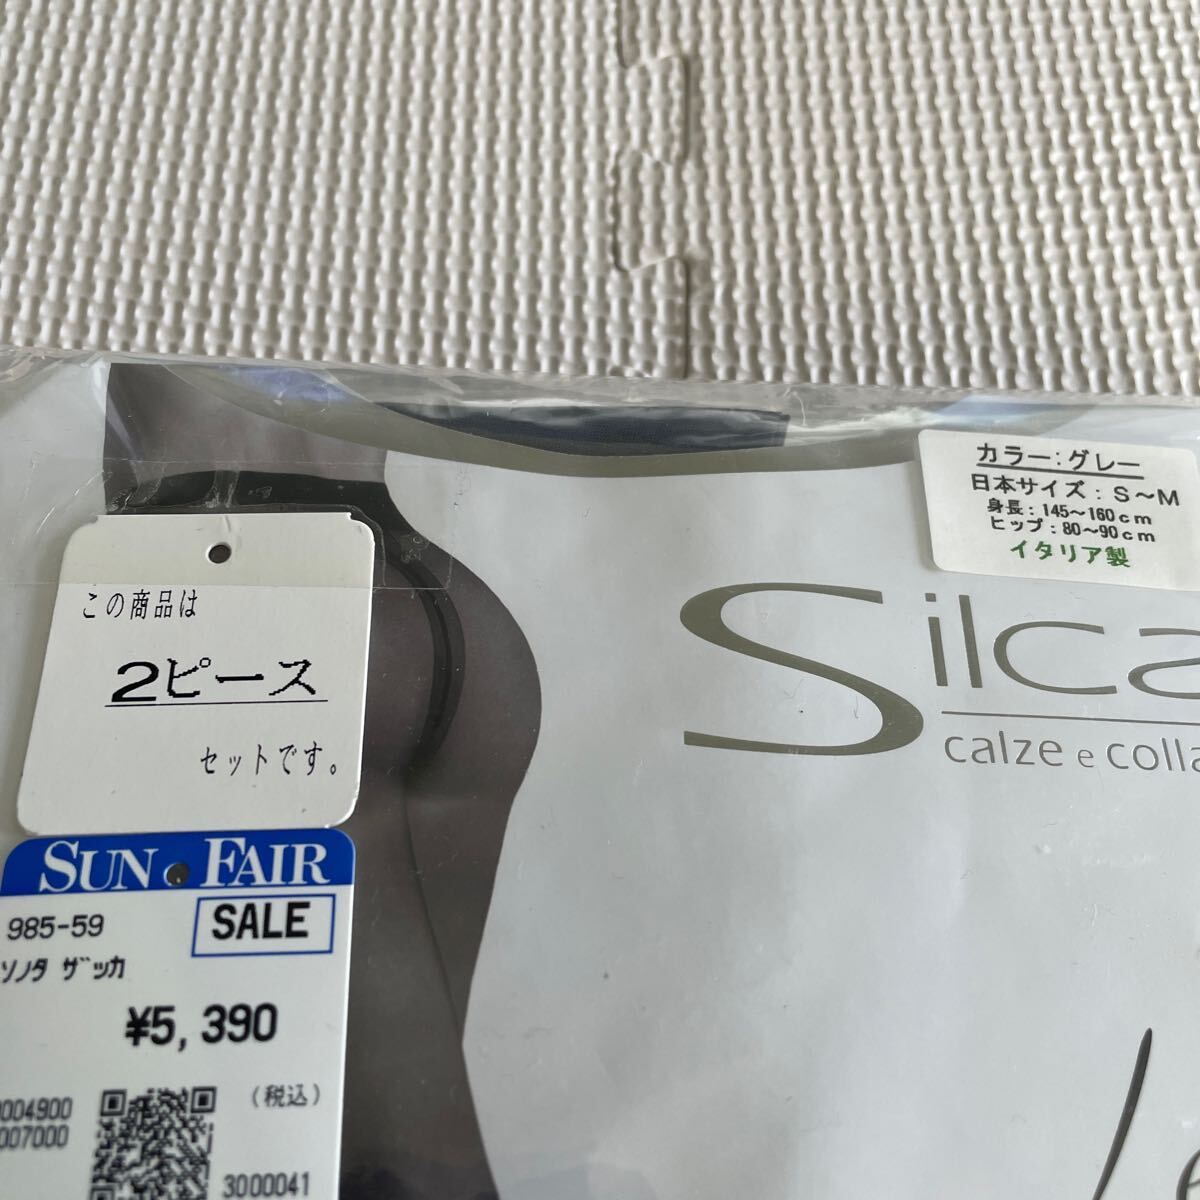 カラー:グレー
日本サイズ:S～M
身長:145～160cm
ヒップ:80～90cm
イタリア製
この商品は
2ピース
セットです。
calze e
SUN FAIR
985-59
SALE
ソノタ ザッカ
¥5,390
(税込)
3000041